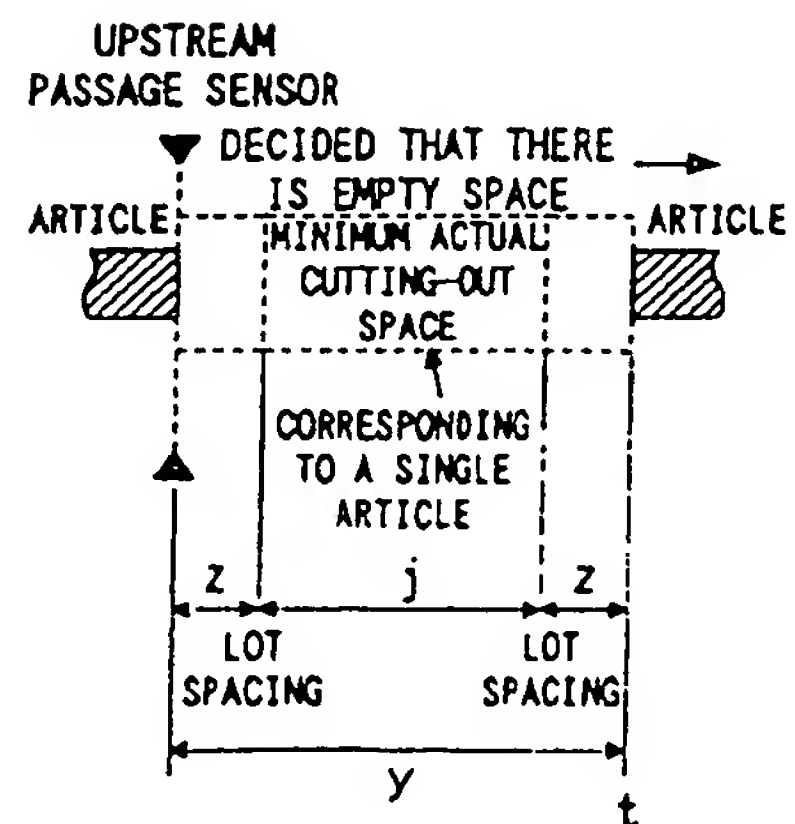 UPSTREAM
PASSAGE SENSOR
DECIDED THAT THERE
IS EMPTY SPACE
ARTICLE
ARTICLE
MINIMUM ACTUAL
CUTTING-OUT
SPACE
CORRESPONDING
TO A SINGLE
ARTICLE
z
j
z
LOT
SPACING
LOT
SPACING
y
t